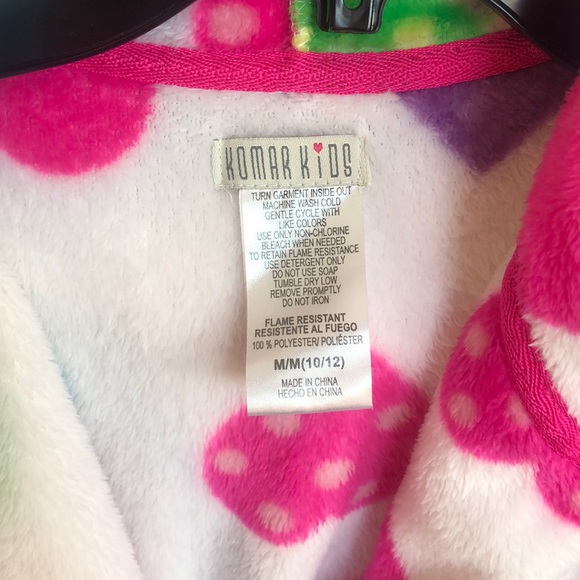 KOMAR KiDS
TURN GARMENT INSIDE OUT
MACHINE WASH COLD
GENTLE CYCLE WITH
LIKE COLORS
USE ONLY NON-CHLORINE
BLEACH WHEN NEEDED
TO RETAIN FLAME RESISTANCE
USE DETERGENT ONLY
DO NOT USE SOAP
TUMBLE DRY LOW
REMOVE PROMPTLY
DO NOT IRON
FLAME RESISTANT
RESISTENTE AL FUEGO
100 % POLYESTER/ POLIÉSTER
M/M(10/12)
MADE IN CHINA
HECHO EN CHINA